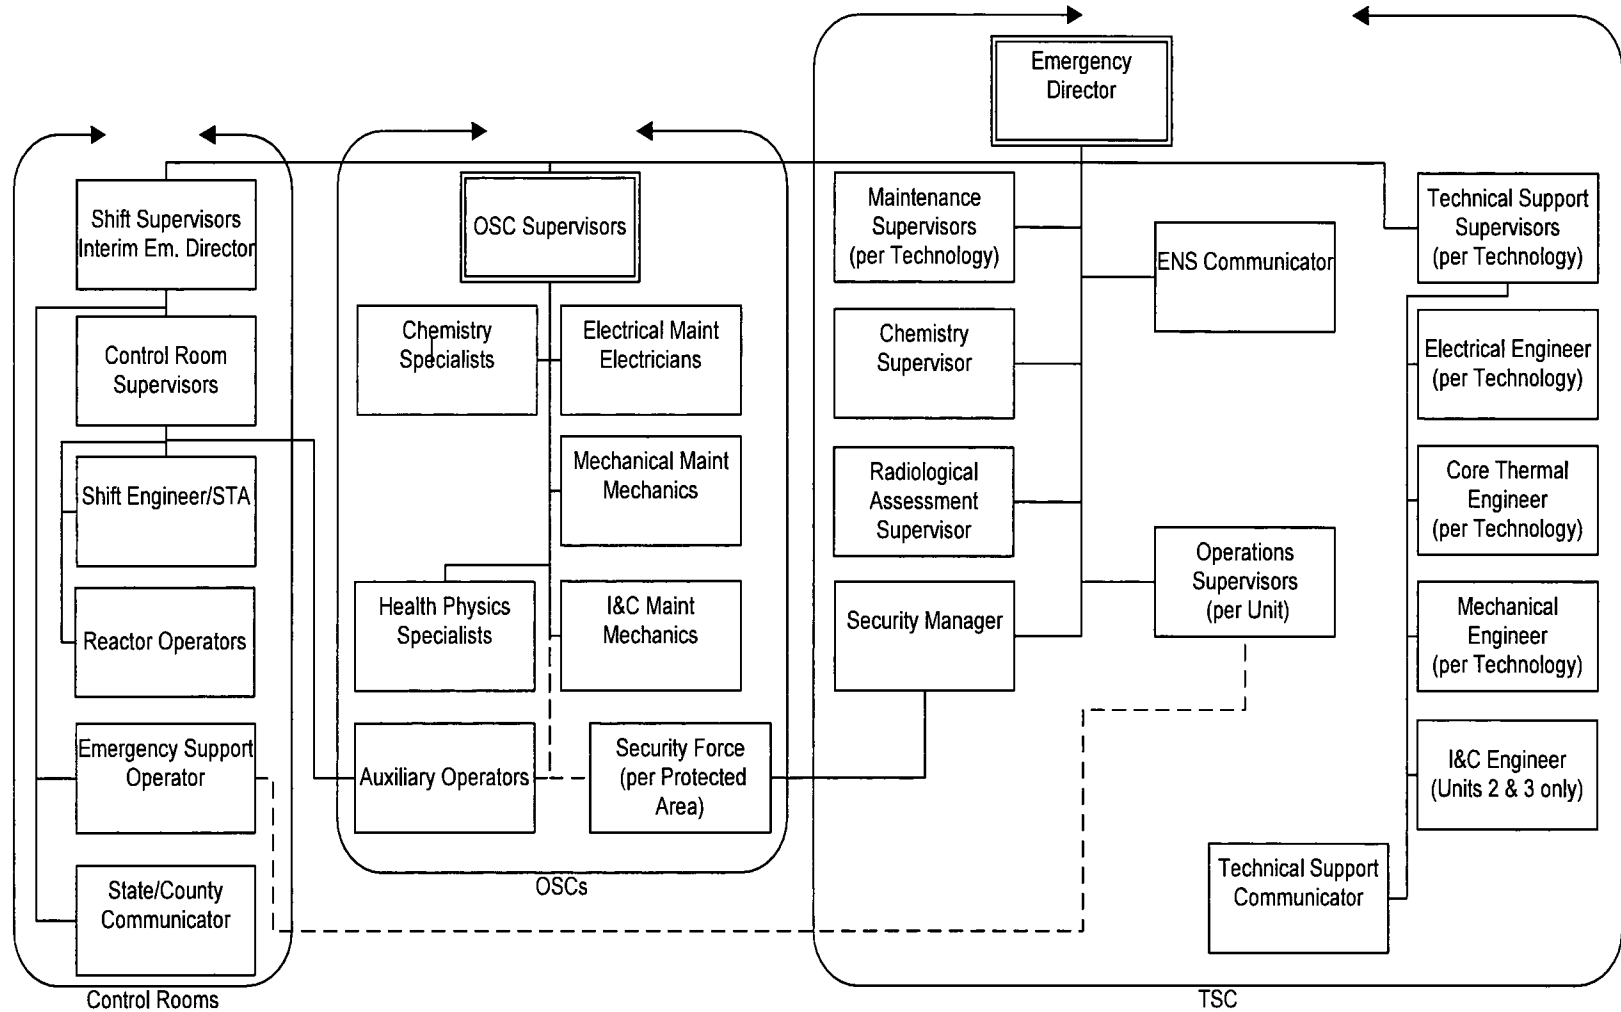 Emergency
Director
Shift Supervisors
Interim Em. Director
Control Room
Supervisors
Shift Engineer/STA
Reactor Operators
Emergency Support
Operator
State/County
Communicator
Control Rooms
OSC Supervisors
Chemistry
Specialists
Electrical Maint
Electricians
Mechanical Maint
Mechanics
Health Physics
Specialists
I&C Maint
Mechanics
Auxiliary Operators
Security Force
(per Protected
Area)
OSCs
Maintenance
Supervisors
(per Technology)
ENS Communicator
Chemistry
Supervisor
Radiological
Assessment
Supervisor
Operations
Supervisors
(per Unit)
Security Manager
Technical Support
Supervisors
(per Technology)
Electrical Engineer
(per Technology)
Core Thermal
Engineer
(per Technology)
Mechanical
Engineer
(per Technology)
I&C Engineer
(Units 2 & 3 only)
Technical Support
Communicator
TSC